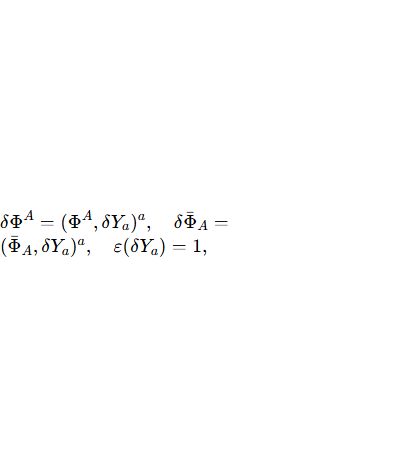 δΦ^A = (Φ^A, δY_a)^a, δΦ̄_A =
(Φ̄_A, δY_a)^a, ε(δY_a) = 1,